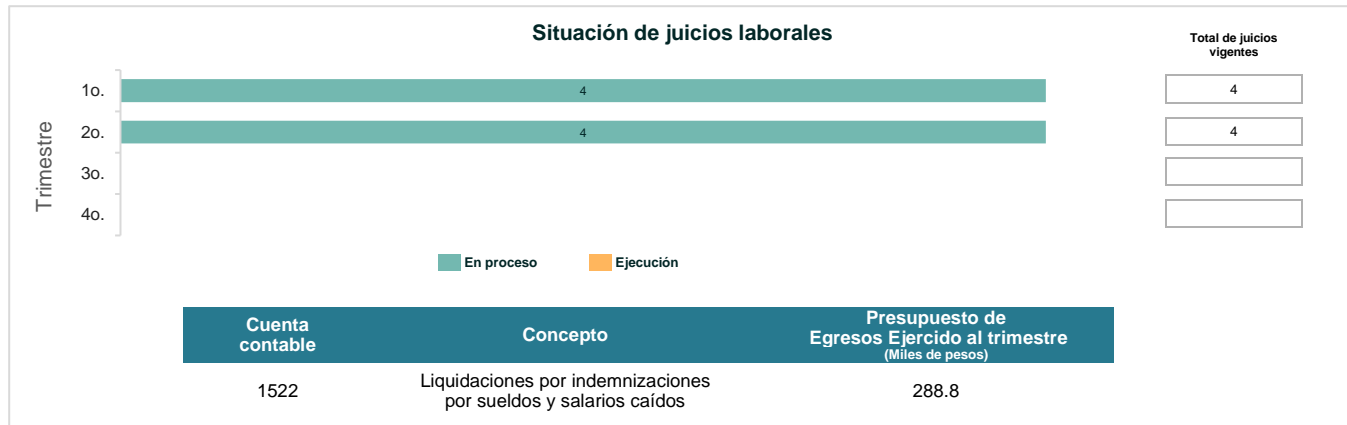 Situación de juicios laborales
Total de juicios
vigentes
Trimestre
1o.
4
4
2o.
4
4
3o.
4o.
En proceso
Ejecución
Cuenta
contable
Concepto
Presupuesto de
Egresos Ejercido al trimestre
(Miles de pesos)
1522
Liquidaciones por indemnizaciones
por sueldos y salarios caídos
288.8